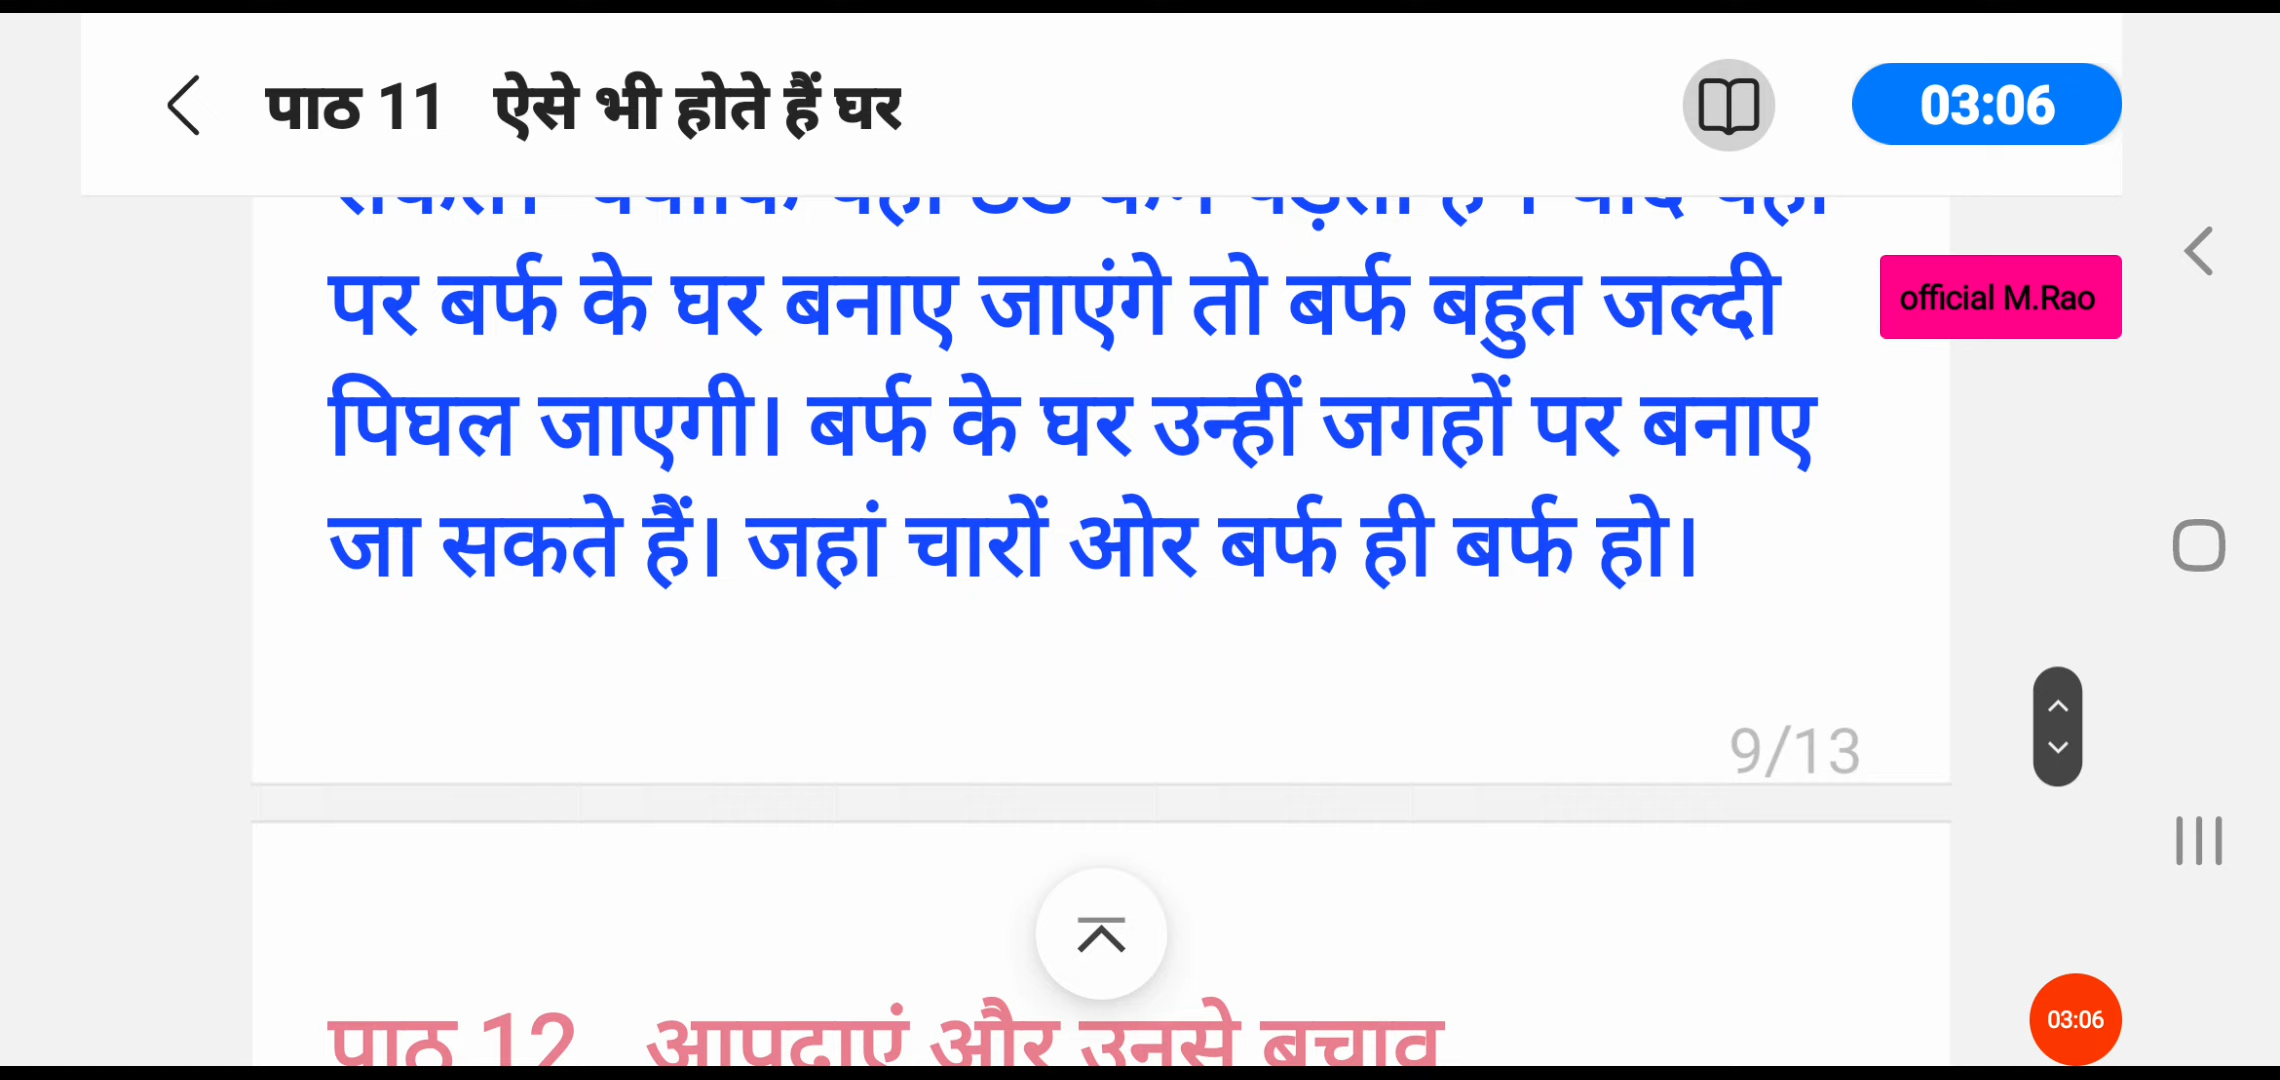 पाठ 11 ऐसे भी होते हैं घर
03:06
पर बर्फ के घर बनाए जाएंगे तो बर्फ बहुत जल्दी
official M.Rao
पिघल जाएगी। बर्फ के घर उन्हीं जगहों पर बनाए
जा सकते हैं। जहां चारों ओर बर्फ ही बर्फ हो।
9/13
पाठ 12 आपदाएं और उनसे बचाव
03:06